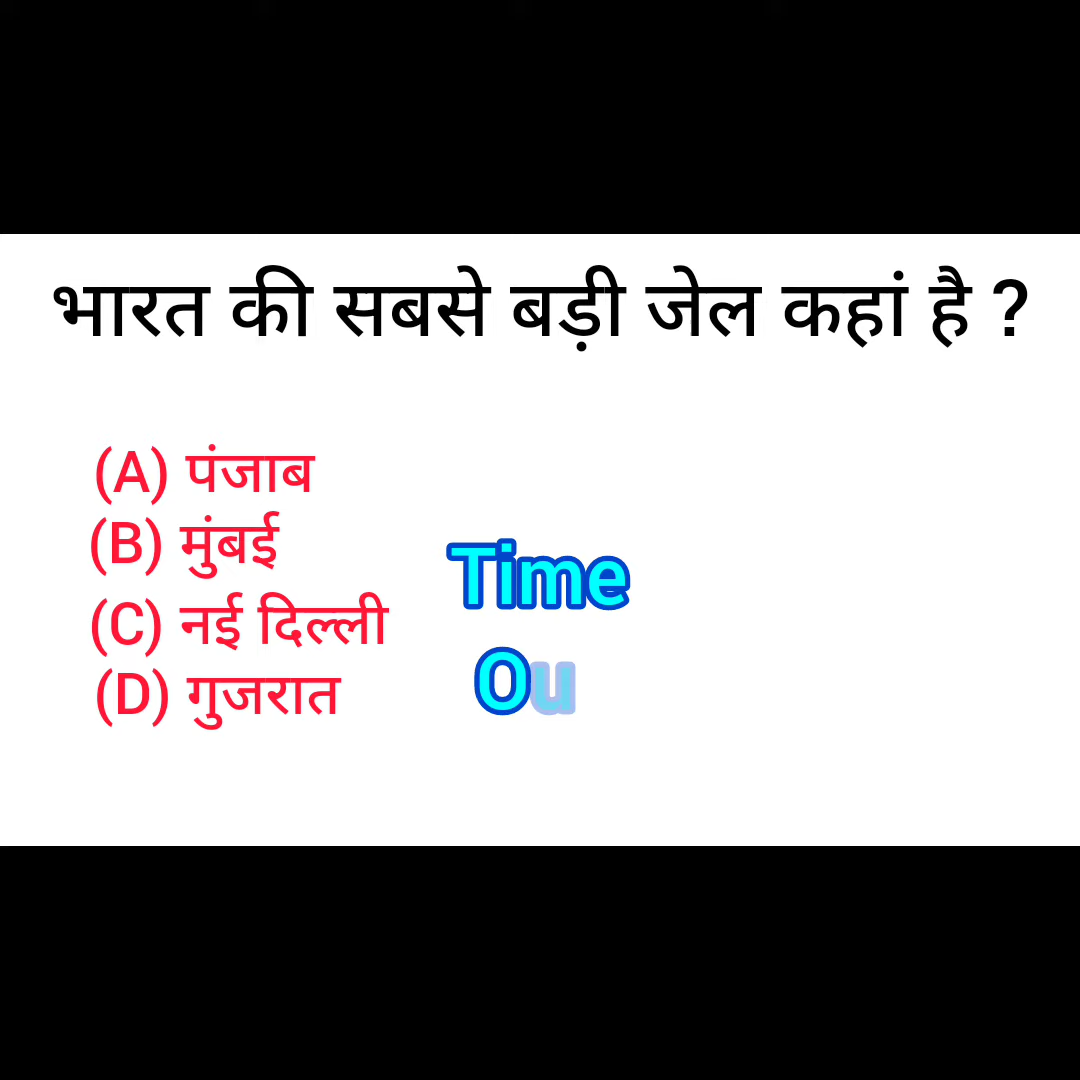 भारत की सबसे बड़ी जेल कहां है ?
(A) पंजाब
(B) मुंबई
(C) नई दिल्ली
(D) गुजरात
Time
Ou